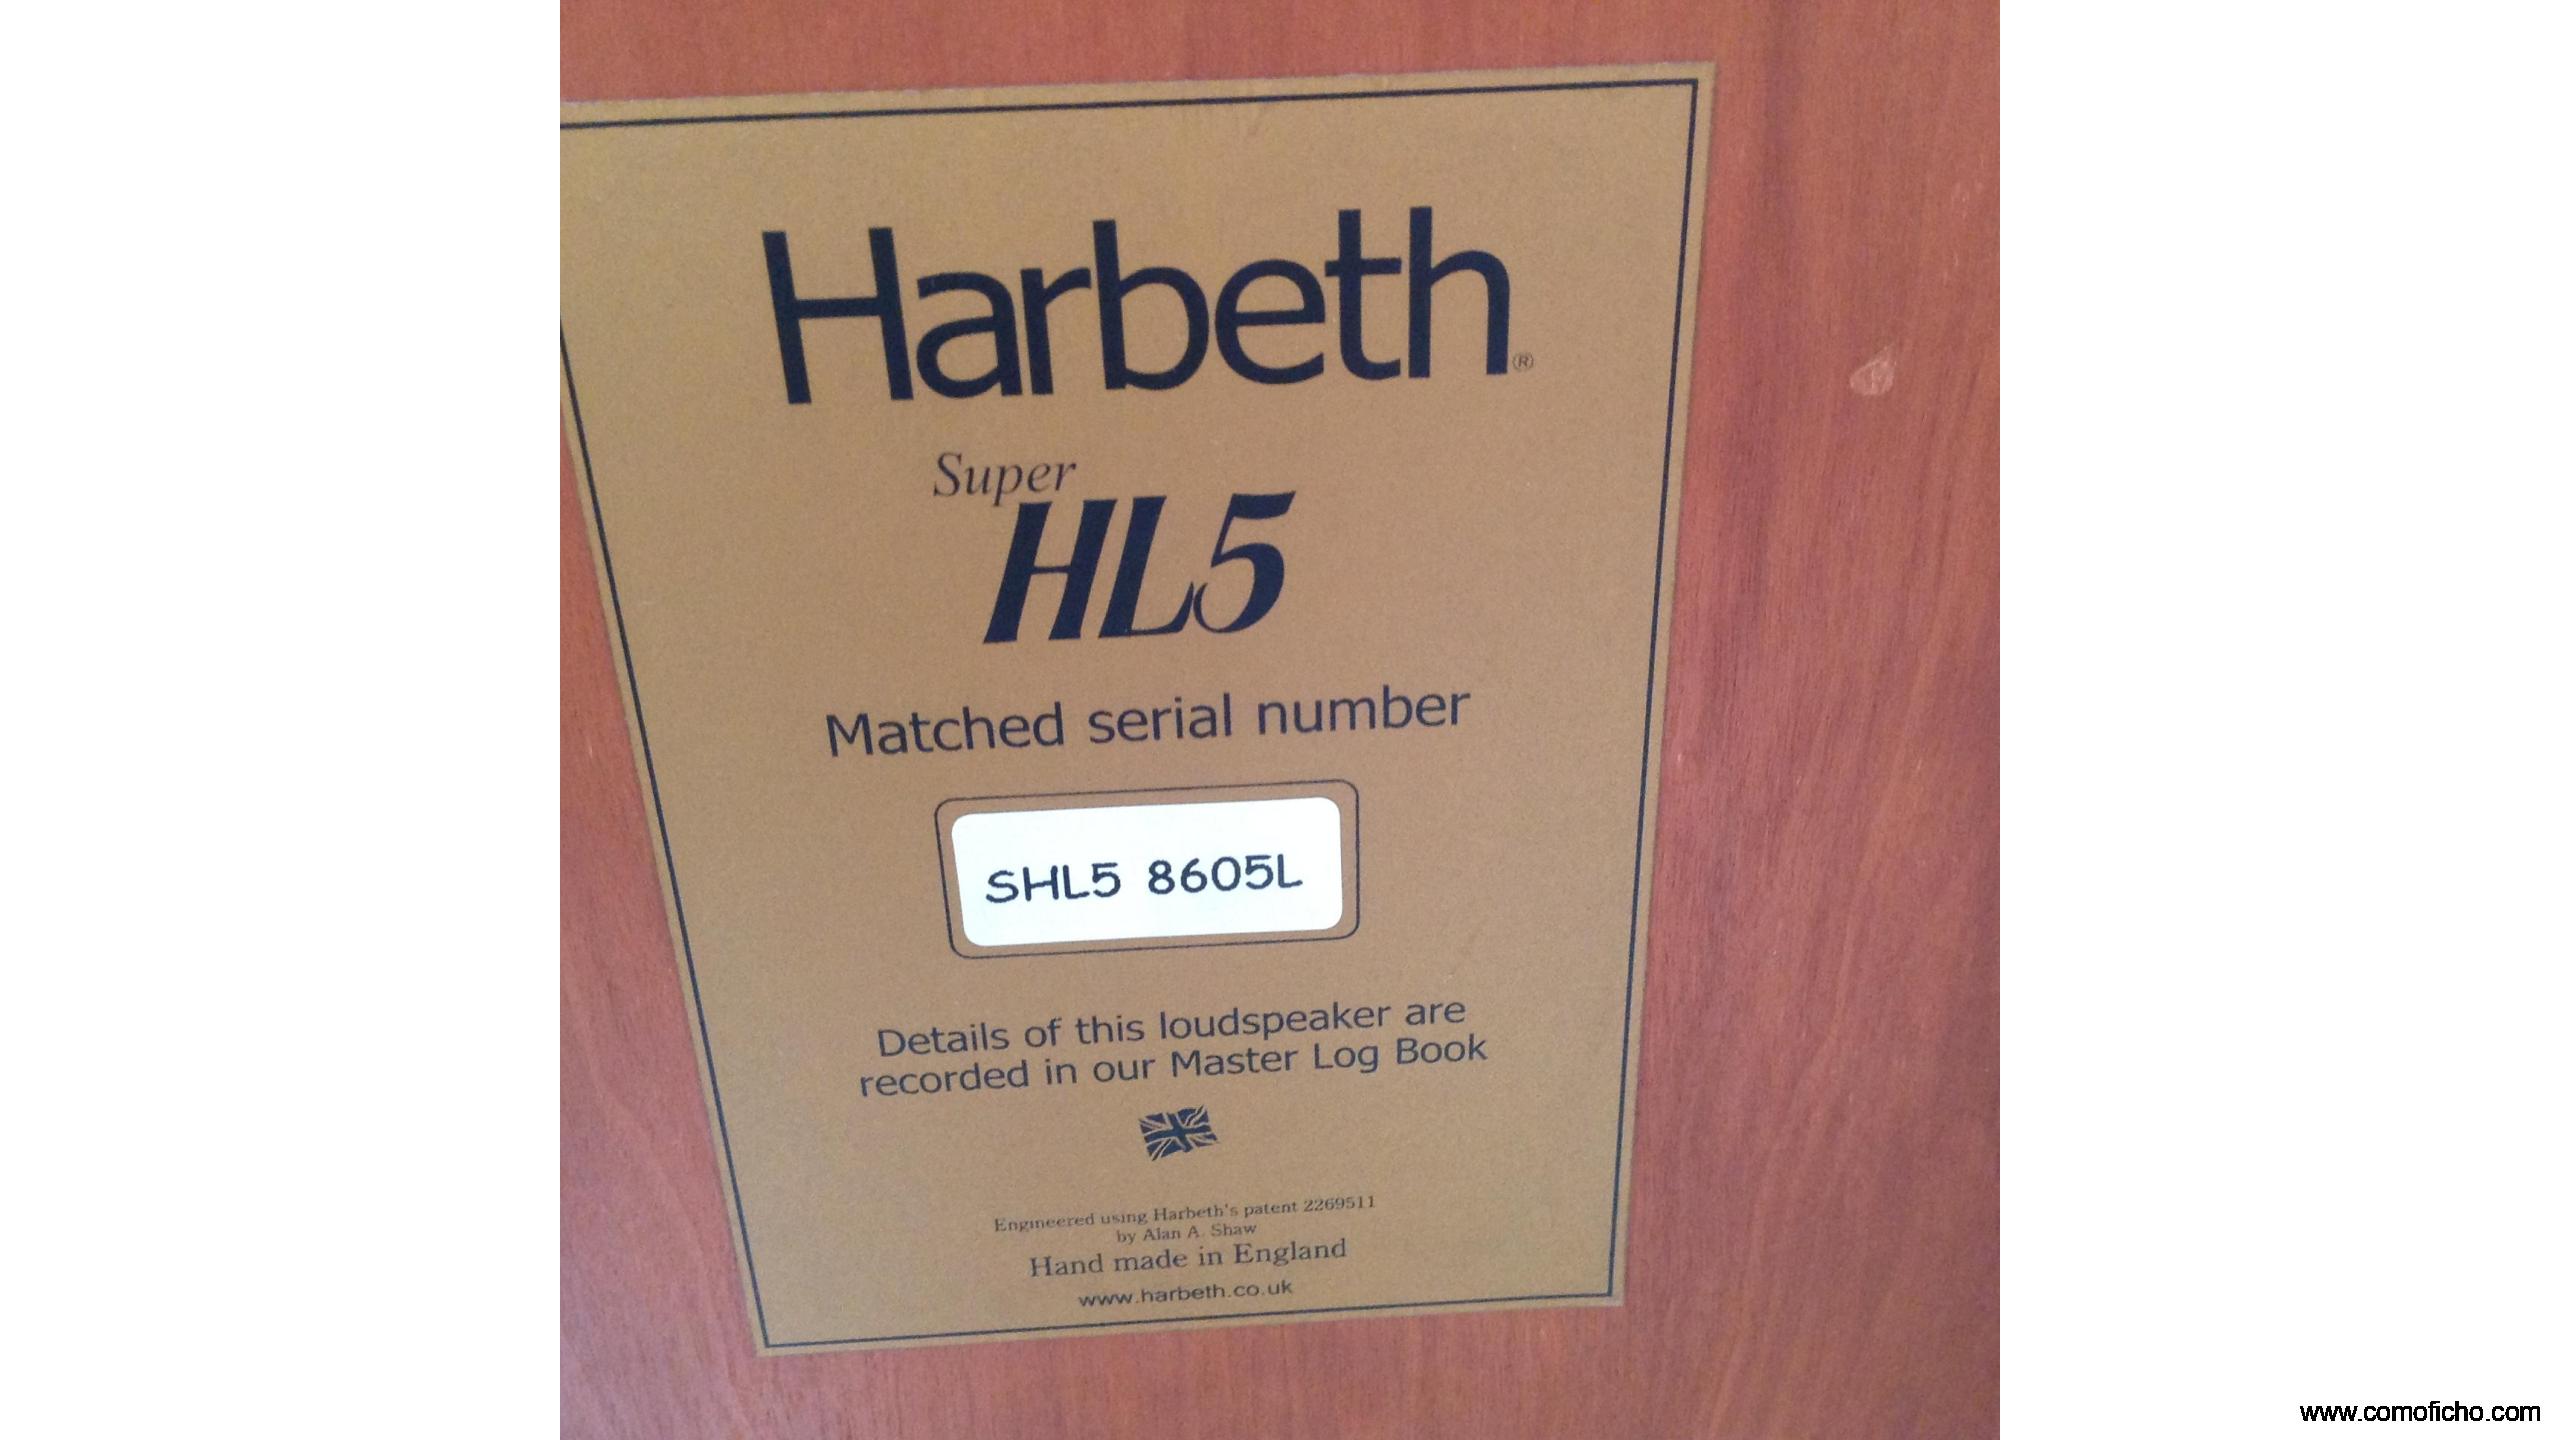 Harbeth®
Super
HL5
Matched serial number
SHL5 8605L
Details of this loudspeaker are
recorded in our Master Log Book
Engineered using Harbeth's patent 2269511
by Alan A. Shaw
Hand made in England
www.harbeth.co.uk
www.comoficho.com